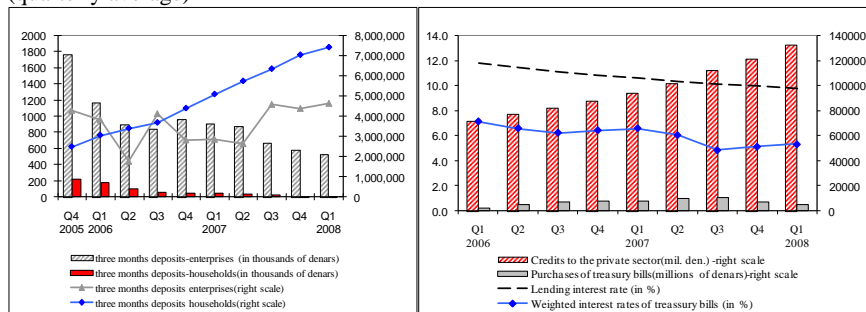 (quarterly average)
2000 8,000,000
1800 7,000,000
1600 6,000,000
1400
1200 5,000,000
1000 4,000,000
800 3,000,000
600
400 2,000,000
200 1,000,000
0 0
Q4 Q1 Q2 Q3 Q4 Q1 Q2 Q3 Q4 Q1
2005 2006 2007 2008
three months deposits-enterprises (in thousands of denars)
three months deposits-households(in thousands of denars)
three months deposits enterprises(right scale)
three months deposits households(right scale)
14.0 140000
12.0 120000
10.0 100000
8.0 80000
6.0 60000
4.0 40000
2.0 20000
0.0 0
Q1 Q2 Q3 Q4 Q1 Q2 Q3 Q4 Q1
2006 2007 2008
Credits to the private sector(mil. den.) -right scale
Purchases of treasury bills(millions of denars)-right scale
Lending interest rate (in %)
Weighted interest rates of treassury bills (in %)